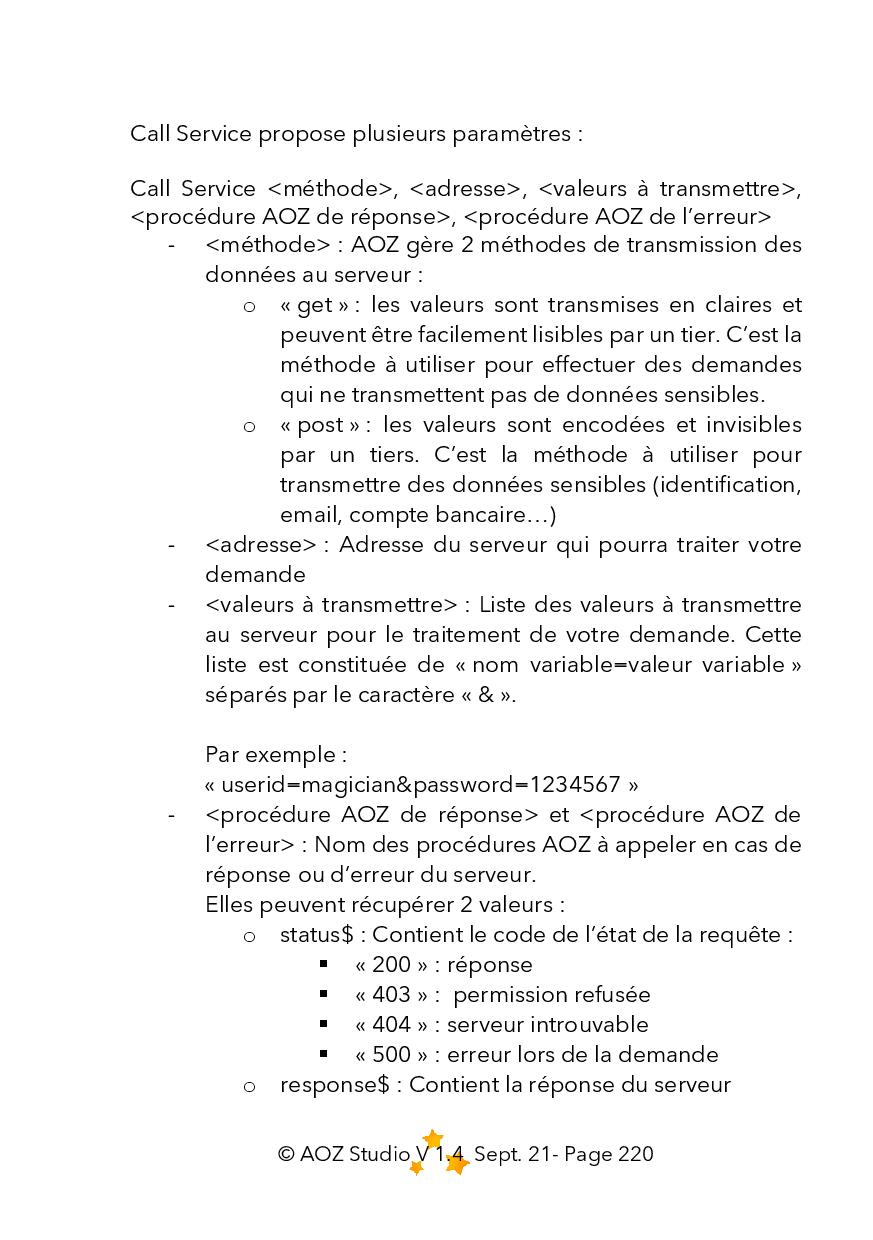 Call Service propose plusieurs paramètres :
Call Service <méthode>, <adresse>, <valeurs à transmettre>,
<procédure AOZ de réponse>, <procédure AOZ de l’erreur>
- <méthode> : AOZ gère 2 méthodes de transmission des
données au serveur :
o « get » : les valeurs sont transmises en claires et
peuvent être facilement lisibles par un tier. C’est la
méthode à utiliser pour effectuer des demandes
qui ne transmettent pas de données sensibles.
o « post » : les valeurs sont encodées et invisibles
par un tiers. C’est la méthode à utiliser pour
transmettre des données sensibles (identification,
email, compte bancaire…)
- <adresse> : Adresse du serveur qui pourra traiter votre
demande
- <valeurs à transmettre> : Liste des valeurs à transmettre
au serveur pour le traitement de votre demande. Cette
liste est constituée de « nom variable=valeur variable »
séparés par le caractère « & ».
Par exemple :
« userid=magician&password=1234567 »
- <procédure AOZ de réponse> et <procédure AOZ de
l’erreur> : Nom des procédures AOZ à appeler en cas de
réponse ou d’erreur du serveur.
Elles peuvent récupérer 2 valeurs :
o status$ : Contient le code de l’état de la requête :
▪ « 200 » : réponse
▪ « 403 » : permission refusée
▪ « 404 » : serveur introuvable
▪ « 500 » : erreur lors de la demande
o response$ : Contient la réponse du serveur
© AOZ Studio V 1.4 Sept. 21- Page 220